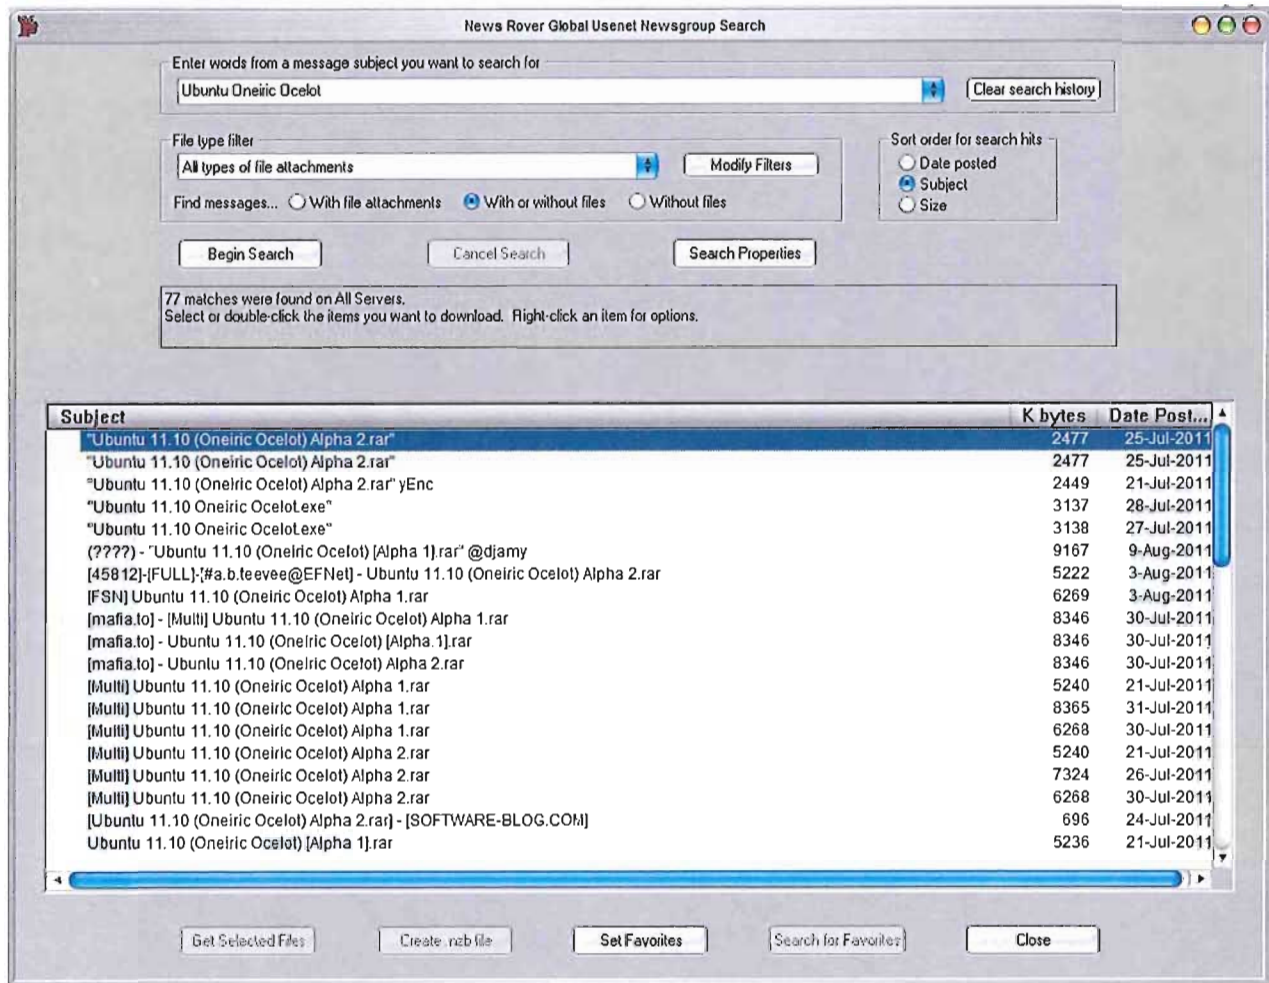 News Rover Global Usenet Newsgroup Search
Enter words from a message subject you want to search for
Ubuntu Oneiric Ocelot
Clear search history
File type filter
All types of file attachments
Modify Filters
Find messages... With file attachments With or without files Without files
Sort order for search hits
Date posted
Subject
Size
Begin Search Cancel Search Search Properties
77 matches were found on All Servers.
Select or double-click the items you want to download. Right-click an item for options.
Subject K bytes Date Post...
"Ubuntu 11.10 (Oneiric Ocelot) Alpha 2.rar" 2477 25-Jul-2011
"Ubuntu 11.10 (Oneiric Ocelot) Alpha 2.rar" 2477 25-Jul-2011
"Ubuntu 11.10 (Oneiric Ocelot) Alpha 2.rar" yEnc 2449 21-Jul-2011
"Ubuntu 11.10 Oneiric Ocelot.exe" 3137 28-Jul-2011
"Ubuntu 11.10 Oneiric Ocelot.exe" 3138 27-Jul-2011
(????) - "Ubuntu 11.10 (Oneiric Ocelot) [Alpha 1].rar" @djamy 9167 9-Aug-2011
[45812]-[FULL]-[#a.b.teevee@EFNet] - Ubuntu 11.10 (Oneiric Ocelot) Alpha 2.rar 5222 3-Aug-2011
[FSN] Ubuntu 11.10 (Oneiric Ocelot) Alpha 1.rar 6269 3-Aug-2011
[mafia.to] - [Multi] Ubuntu 11.10 (Oneiric Ocelot) Alpha 1.rar 8346 30-Jul-2011
[mafia.to] - Ubuntu 11.10 (Oneiric Ocelot) [Alpha.1].rar 8346 30-Jul-2011
[mafia.to] - Ubuntu 11.10 (Oneiric Ocelot) Alpha 2.rar 8346 30-Jul-2011
[Multi] Ubuntu 11.10 (Oneiric Ocelot) Alpha 1.rar 5240 21-Jul-2011
[Multi] Ubuntu 11.10 (Oneiric Ocelot) Alpha 1.rar 8365 31-Jul-2011
[Multi] Ubuntu 11.10 (Oneiric Ocelot) Alpha 1.rar 6268 30-Jul-2011
[Multi] Ubuntu 11.10 (Oneiric Ocelot) Alpha 2.rar 5240 21-Jul-2011
[Multi] Ubuntu 11.10 (Oneiric Ocelot) Alpha 2.rar 7324 26-Jul-2011
[Multi] Ubuntu 11.10 (Oneiric Ocelot) Alpha 2.rar 6268 30-Jul-2011
[Ubuntu 11.10 (Oneiric Ocelot) Alpha 2.rar] - [SOFTWARE-BLOG.COM] 696 24-Jul-2011
Ubuntu 11.10 (Oneiric Ocelot) [Alpha 1].rar 5236 21-Jul-2011
Get Selected Files Create .nzb file Set Favorites Search for Favorites Close